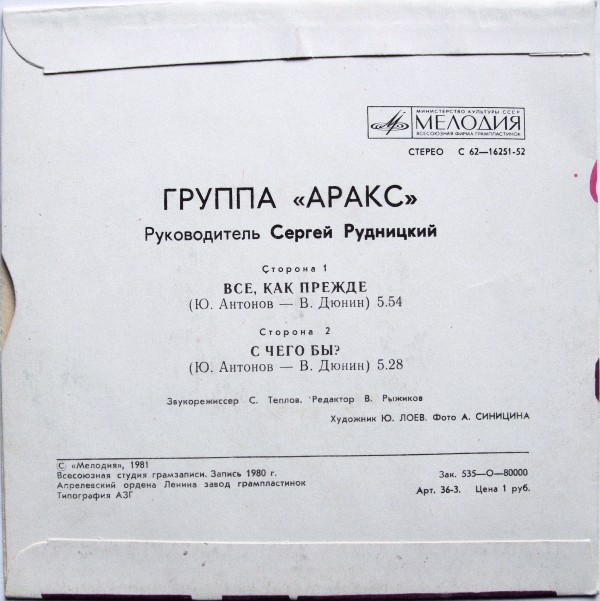 МИНИСТЕРСТВО КУЛЬТУРЫ СССР
МЕЛОДИЯ
ВСЕСОЮЗНАЯ ФИРМА ГРАМПЛАСТИНОК
СТЕРЕО С 62—16251-52
ГРУППА «АРАКС»
Руководитель Сергей Рудницкий
Сторона 1
ВСЕ, КАК ПРЕЖДЕ
(Ю. Антонов — В. Дюнин) 5.54
Сторона 2
С ЧЕГО БЫ?
(Ю. Антонов — В. Дюнин) 5.28
Звукорежиссер С. Теплов. Редактор В. Рыжиков
Художник Ю. ЛОЕВ. Фото А. СИНИЦИНА
© «Мелодия», 1981
Всесоюзная студия грамзаписи. Запись 1980 г.
Апрелевский ордена Ленина завод грампластинок
Типография АЗГ
Зак. 535—О—80000
Арт. 36-3. Цена 1 руб.